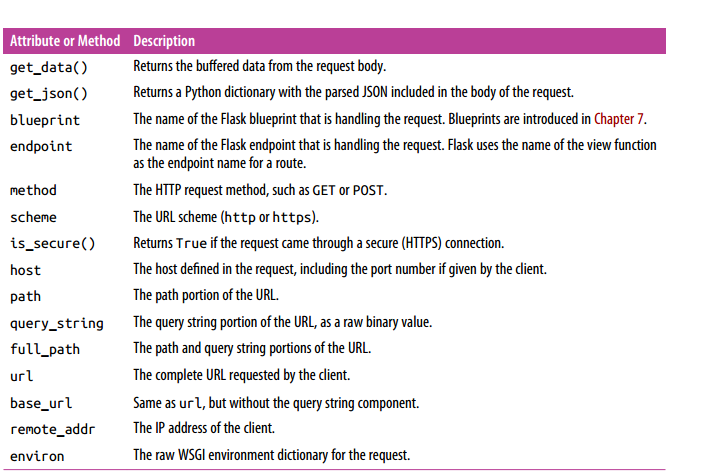 Attribute or Method Description
get_data() Returns the buffered data from the request body.
get_json() Returns a Python dictionary with the parsed JSON included in the body of the request.
blueprint The name of the Flask blueprint that is handling the request. Blueprints are introduced in Chapter 7.
endpoint The name of the Flask endpoint that is handling the request. Flask uses the name of the view function
as the endpoint name for a route.
method The HTTP request method, such as GET or POST.
scheme The URL scheme (http or https).
is_secure() Returns True if the request came through a secure (HTTPS) connection.
host The host defined in the request, including the port number if given by the client.
path The path portion of the URL.
query_string The query string portion of the URL, as a raw binary value.
full_path The path and query string portions of the URL.
url The complete URL requested by the client.
base_url Same as url, but without the query string component.
remote_addr The IP address of the client.
environ The raw WSGI environment dictionary for the request.